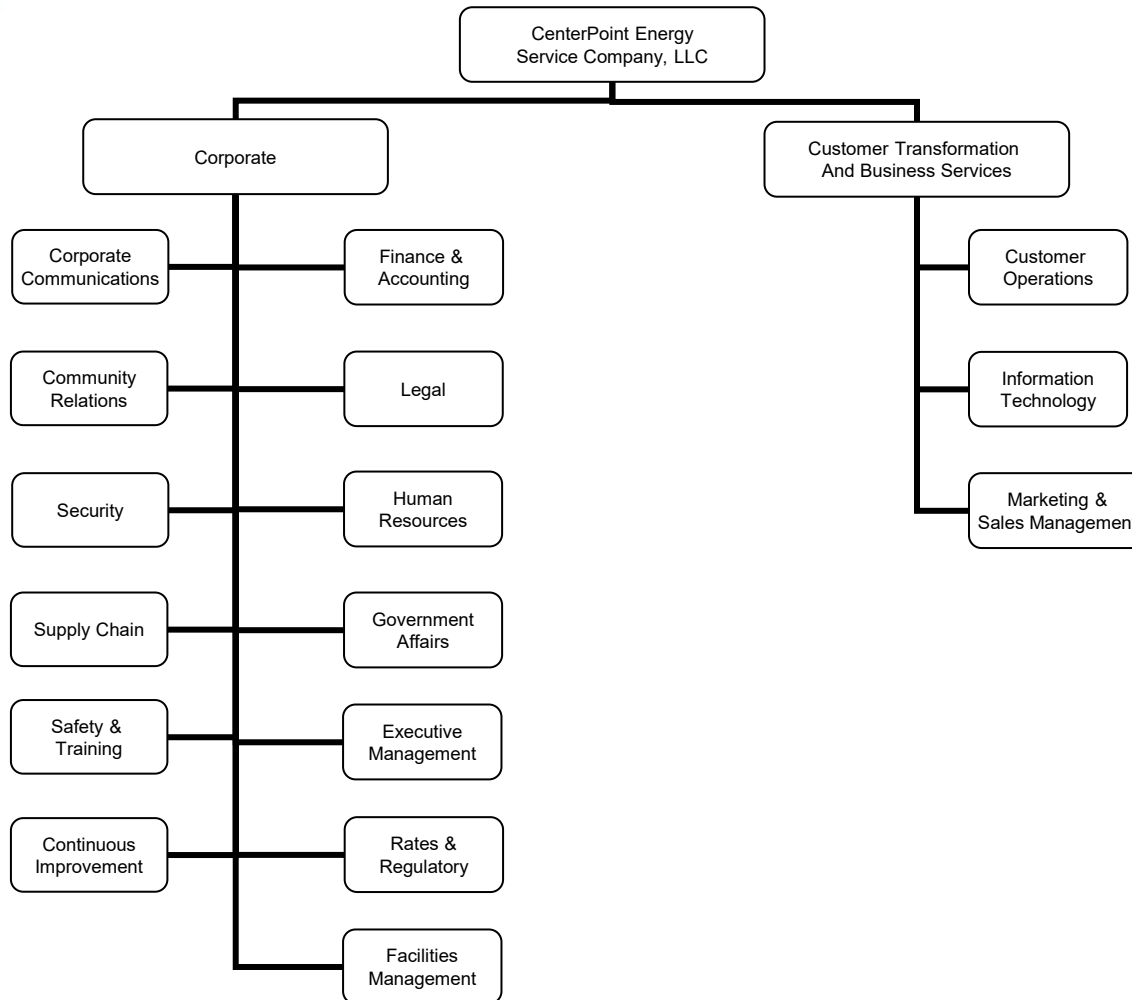 CenterPoint Energy
Service Company, LLC
Corporate
Customer Transformation
And Business Services
Corporate
Communications
Finance &
Accounting
Customer
Operations
Community
Relations
Legal
Information
Technology
Security
Human
Resources
Marketing &
Sales Management
Supply Chain
Government
Affairs
Safety &
Training
Executive
Management
Continuous
Improvement
Rates &
Regulatory
Facilities
Management